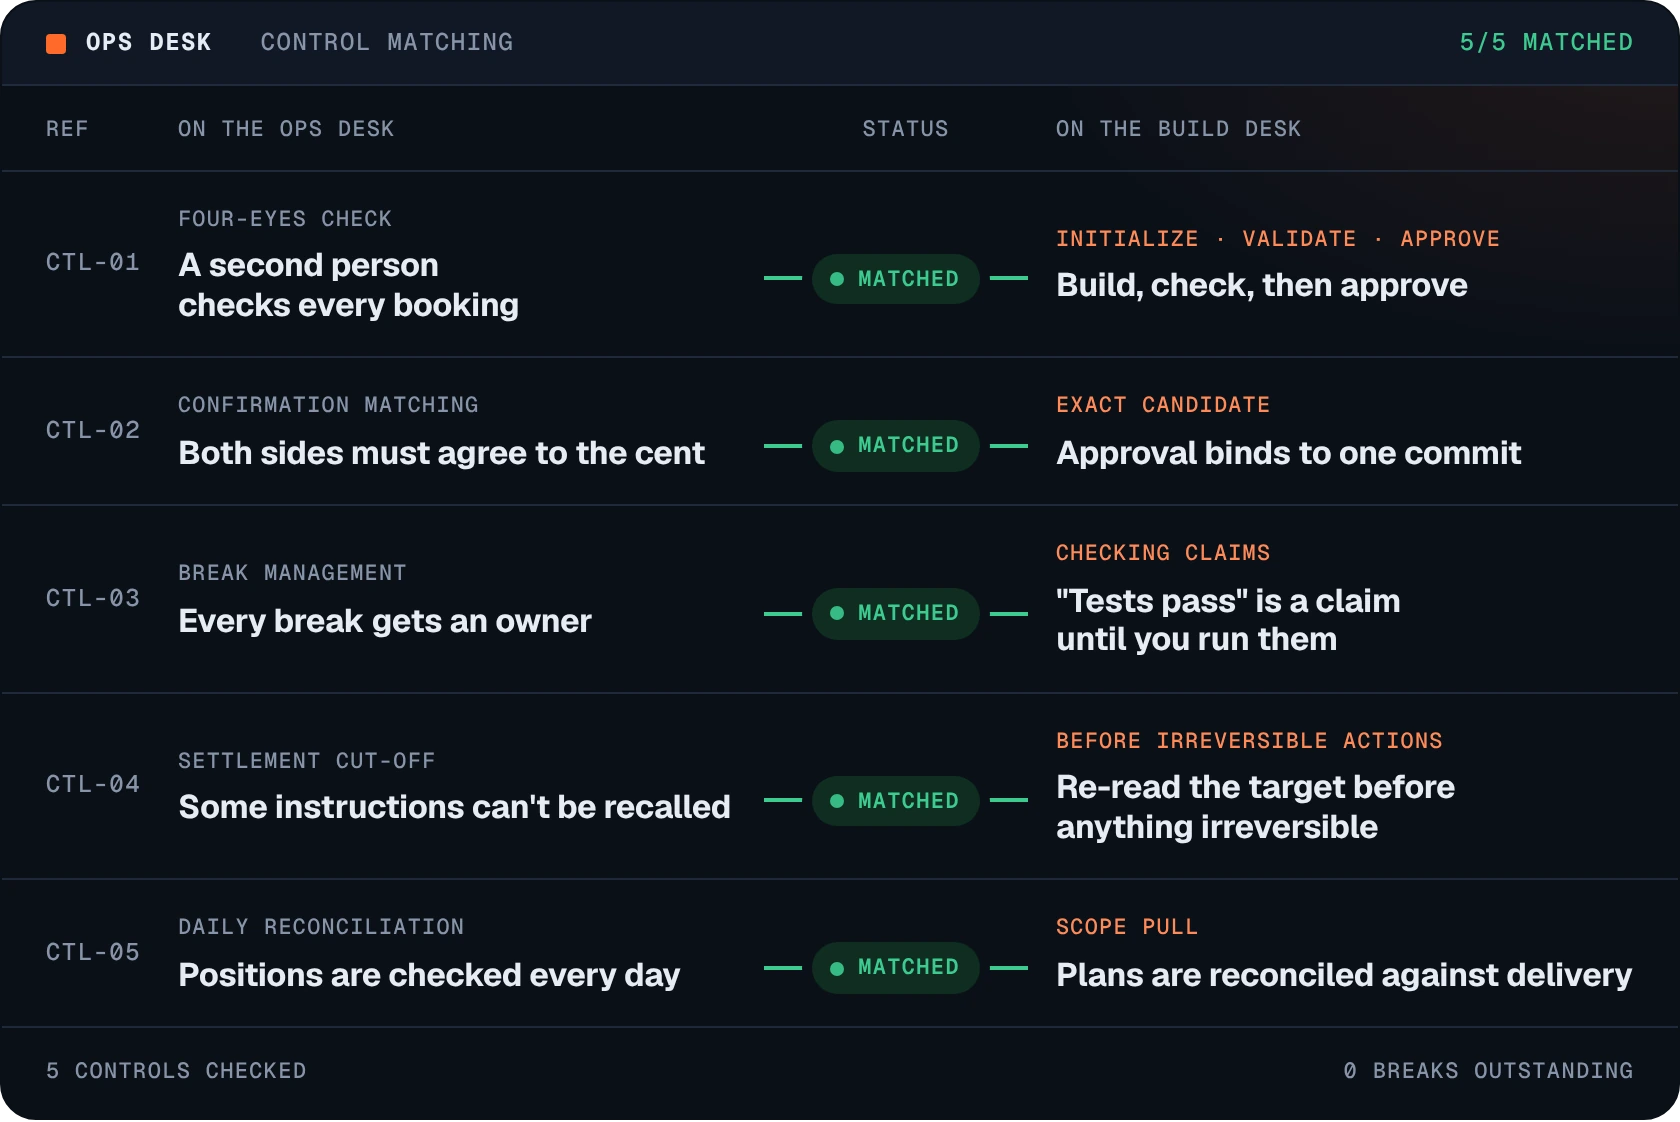 OPS DESK CONTROL MATCHING 5/5 MATCHED
REF ON THE OPS DESK STATUS ON THE BUILD DESK
CTL-01
FOUR-EYES CHECK
A second person
checks every booking
MATCHED
INITIALIZE · VALIDATE · APPROVE
Build, check, then approve
CTL-02
CONFIRMATION MATCHING
Both sides must agree to the cent
MATCHED
EXACT CANDIDATE
Approval binds to one commit
CTL-03
BREAK MANAGEMENT
Every break gets an owner
MATCHED
CHECKING CLAIMS
"Tests pass" is a claim
until you run them
CTL-04
SETTLEMENT CUT-OFF
Some instructions can't be recalled
MATCHED
BEFORE IRREVERSIBLE ACTIONS
Re-read the target before
anything irreversible
CTL-05
DAILY RECONCILIATION
Positions are checked every day
MATCHED
SCOPE PULL
Plans are reconciled against delivery
5 CONTROLS CHECKED 0 BREAKS OUTSTANDING